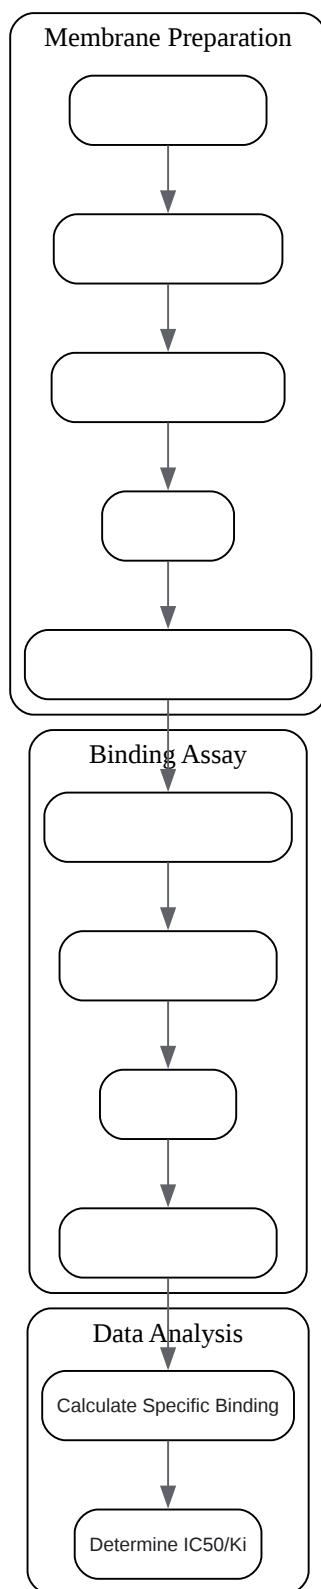 Membrane Preparation
Binding Assay
Data Analysis
Calculate Specific Binding
Determine IC50/Ki